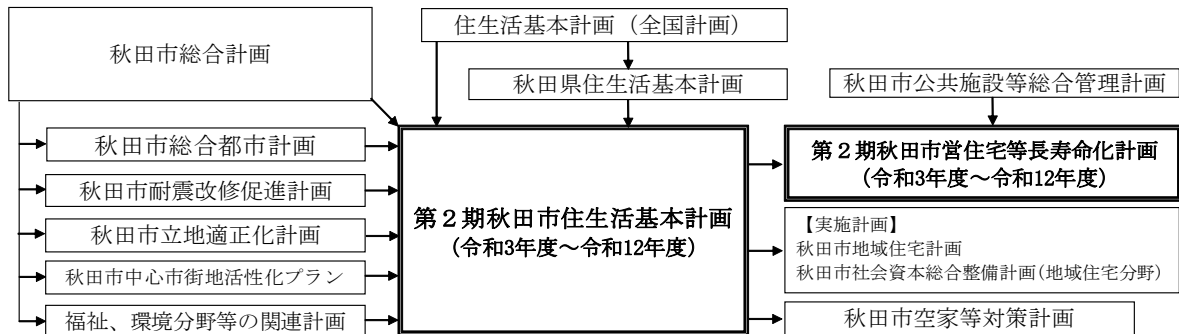 秋田市総合計画
住生活基本計画（全国計画）
秋田県住生活基本計画
秋田市公共施設等総合管理計画
秋田市総合都市計画
秋田市耐震改修促進計画
秋田市立地適正化計画
秋田市中心市街地活性化プラン
福祉、環境分野等の関連計画
第２期秋田市住生活基本計画
(令和3年度～令和12年度)
第２期秋田市営住宅等長寿命化計画
(令和3年度～令和12年度)
【実施計画】
秋田市地域住宅計画
秋田市社会資本総合整備計画(地域住宅分野)
秋田市空家等対策計画